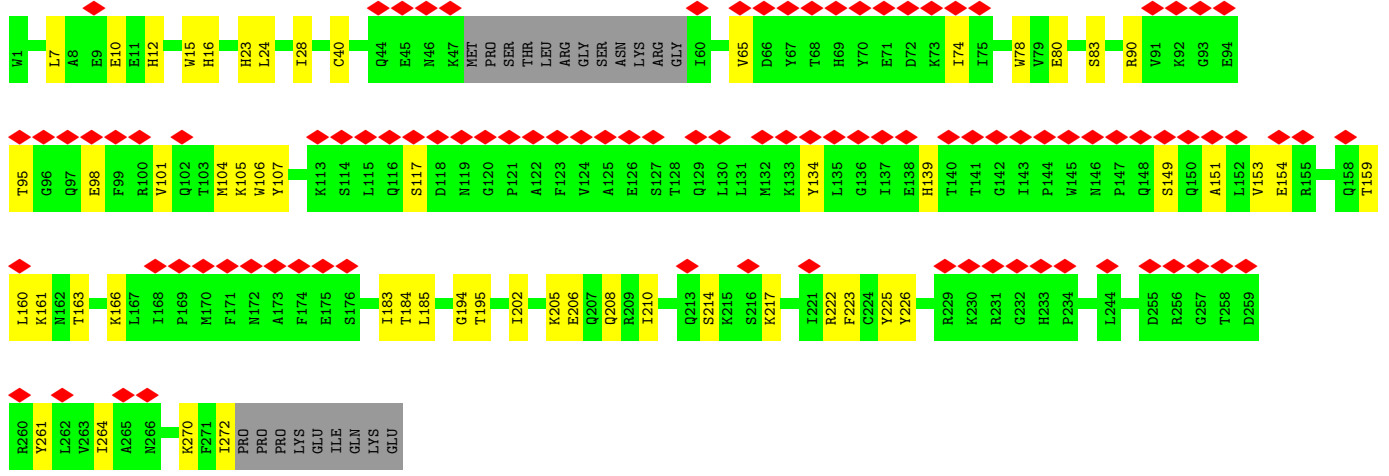 W1 L7 A8 E9 E10 E11 H12 W15 H16 H23 L24 I28 C40 Q44 E45 N46 K47 MET PRO SER THR LEU ARG GLY SER ASN LYS ARG GLY I60 V65 D66 Y67 T68 H69 Y70 E71 D72 K73 I74 I75 W78 V79 E80 S83 R90 V91 K92 G93 E94
T95 G96 Q97 E98 F99 R100 V101 Q102 T103 M104 K105 W106 Y107 K113 S114 L115 Q116 S117 D118 N119 G120 P121 A122 F123 V124 A125 E126 S127 T128 Q129 L130 L131 M132 K133 Y134 L135 G136 I137 E138 H139 T140 T141 G142 I143 P144 W145 N146 P147 Q148 S149 Q150 A151 L152 V153 E154 R155 Q158 T159
L160 K161 N162 T163 K166 L167 I168 P169 M170 F171 N172 A173 F174 E175 S176 I183 T184 L185 G194 T195 I202 K205 E206 Q207 Q208 R209 I210 Q213 S214 K215 S216 K217 I221 R222 F223 C224 Y225 Y226 R229 K230 R231 G232 H233 P234 L244 D255 R256 G257 T258 D259
R260 Y261 L262 V263 I264 A265 N266 K270 F271 I272 PRO PRO PRO LYS GLU ILE GLN LYS GLU